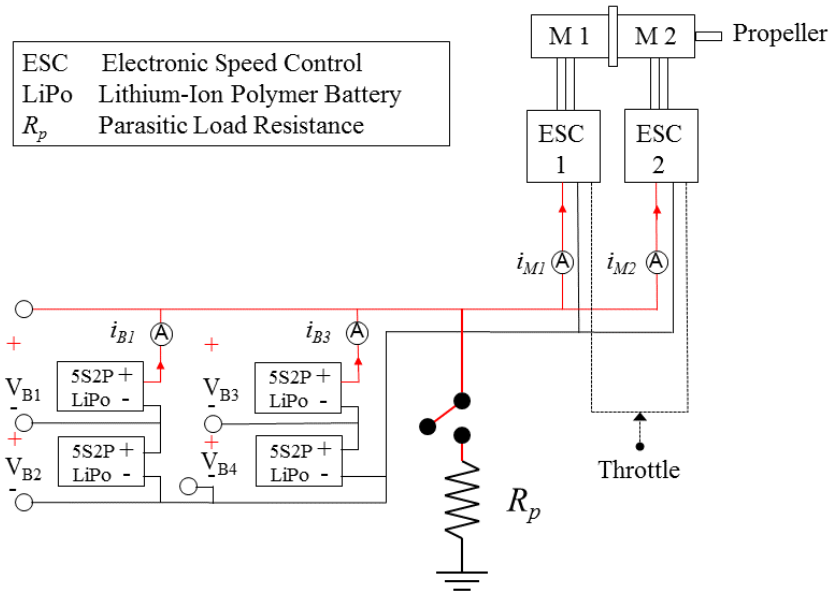 ESC Electronic Speed Control
LiPo Lithium-Ion Polymer Battery
Rp Parasitic Load Resistance
M 1
M 2
Propeller
ESC
1
ESC
2
iM1
A
iM2
A
iB1
A
iB3
A
+
VB1
-
5S2P +
LiPo -
+
VB3
-
5S2P +
LiPo -
+
VB2
-
5S2P +
LiPo -
+
VB4
-
5S2P +
LiPo -
Throttle
Rp